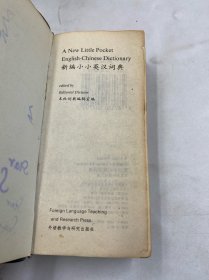 A New Little Pocket
English-Chinese Dictionary
新编小小英汉词典
edited by
Editorial Division
本社词典编辑室编
Foreign Language Teaching
and Research Press
外语教学与研究出版社